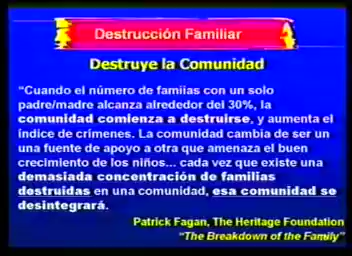 Destrucción Familiar
Destruye la Comunidad
“Cuando el número de familias con un solo
padre/madre alcanza alrededor del 30%, la
comunidad comienza a destruirse, y aumenta el
índice de crímenes. La comunidad cambia de ser un
una fuente de apoyo a otra que amenaza el buen
crecimiento de los niños... cada vez que existe una
demasiada concentración de familias
destruidas en una comunidad, esa comunidad se
desintegrará.
Patrick Fagan, The Heritage Foundation
“The Breakdown of the Family”